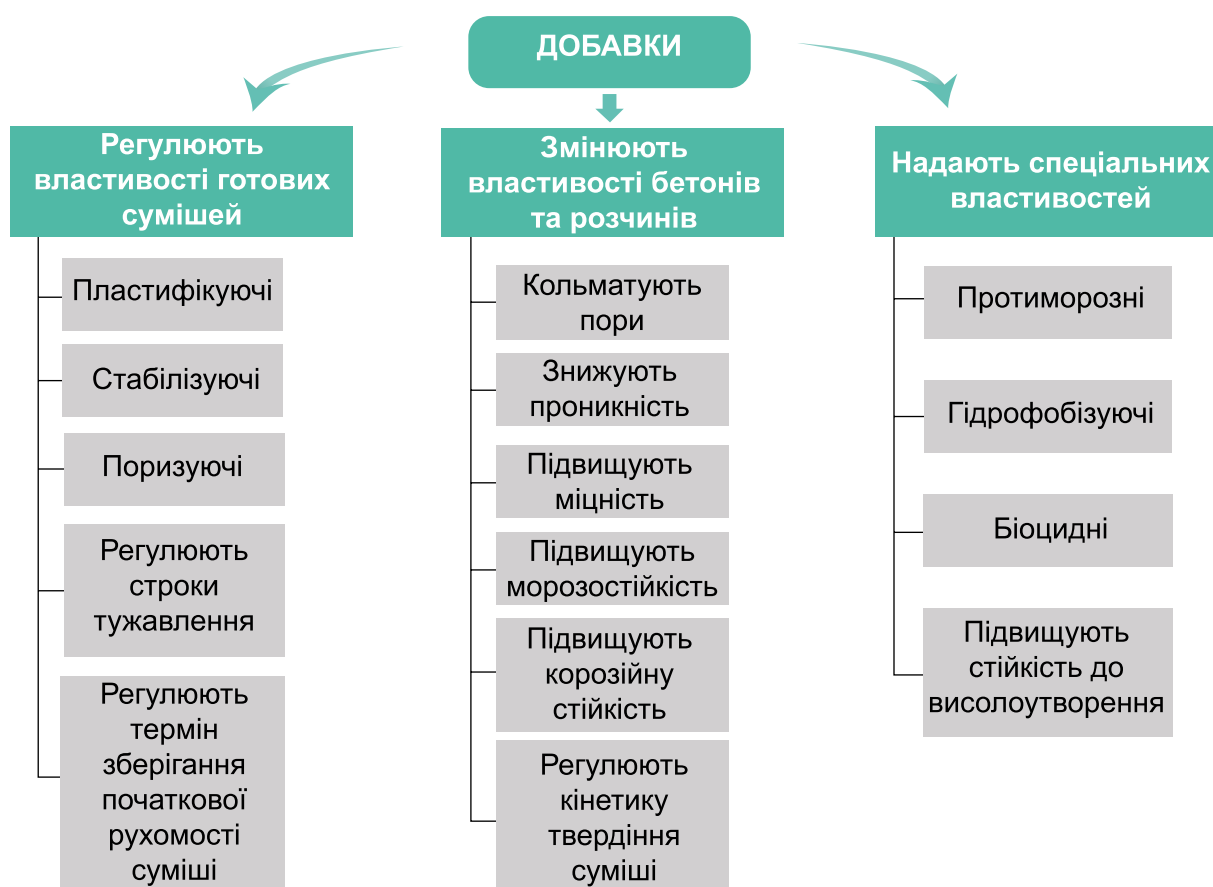 ДОБАВКИ
Регулюють
властивості готових
сумішей
Пластифікуючі
Стабілізуючі
Поризуючі
Регулюють
строки
тужавлення
Регулюють
термін
зберігання
початкової
рухомості
суміші
Змінюють
властивості бетонів
та розчинів
Кольматують
пори
Знижують
проникність
Підвищують
міцність
Підвищують
морозостійкість
Підвищують
корозійну
стійкість
Регулюють
кінетику
твердіння
суміші
Надають спеціальних
властивостей
Протиморозні
Гідрофобізуючі
Біоцидні
Підвищують
стійкість до
висолоутворення